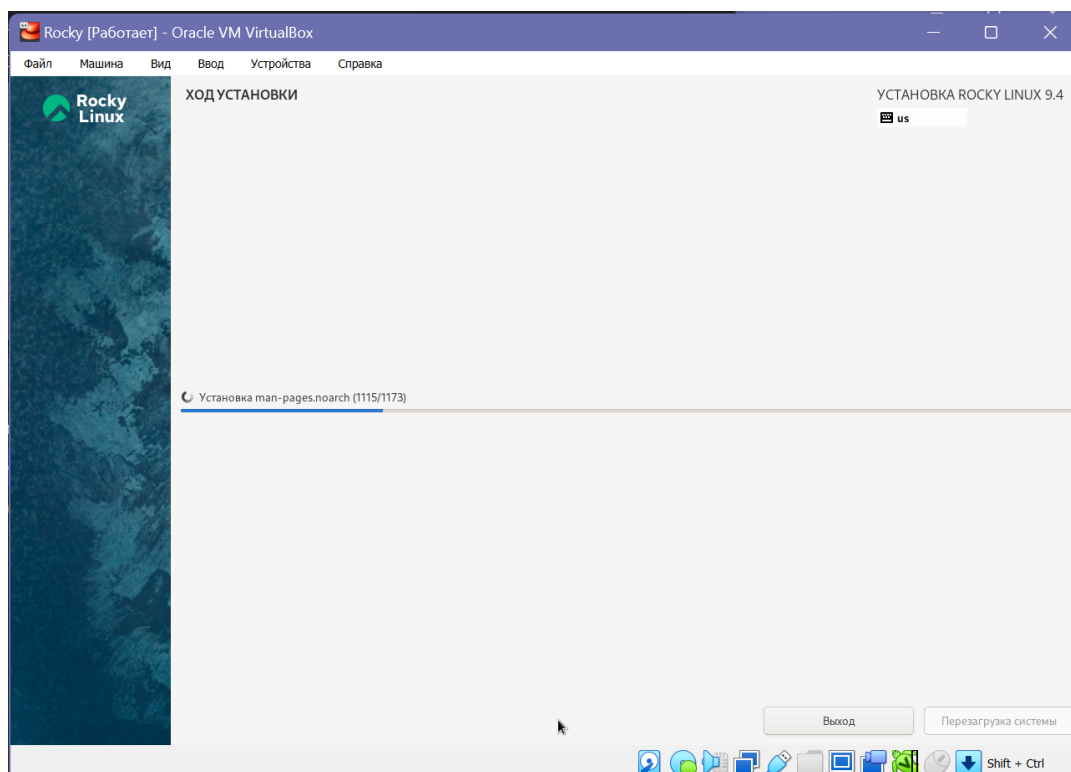 Rocky [Работает] - Oracle VM VirtualBox
Файл Машина Вид Ввод Устройства Справка
Rocky
Linux
ХОД УСТАНОВКИ
УСТАНОВКА ROCKY LINUX 9.4
us
Установка man-pages.noarch (1115/1173)
Выход
Перезагрузка системы
Shift + Ctrl